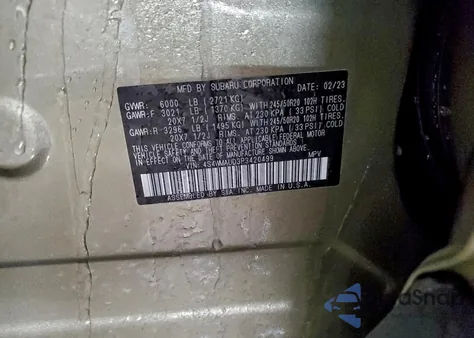 MFD BY SUBARU CORPORATION 02/23
GVWR: 6000 LB ( 2721 KG)
GAWR:F 3021 LB ( 1370 KG) WITH 245/50R20 102H TIRES,
20X7 1/2J RIMS, AT 230 KPA ( 33 PSI) COLD
GAWR:R 3296 LB ( 1495 KG) WITH 245/50R20 102H TIRES,
20X7 1/2J RIMS, AT 230 KPA ( 33 PSI) COLD
THIS VEHICLE CONFORMS TO ALL APPLICABLE FEDERAL MOTOR
VEHICLE SAFETY, BUMPER, AND THEFT PREVENTION STANDARDS
IN EFFECT ON THE DATE OF MANUFACTURE SHOWN ABOVE.
VIN: MPV
ASSEMBLED BY SIA, INC. MADE IN U.S.A.